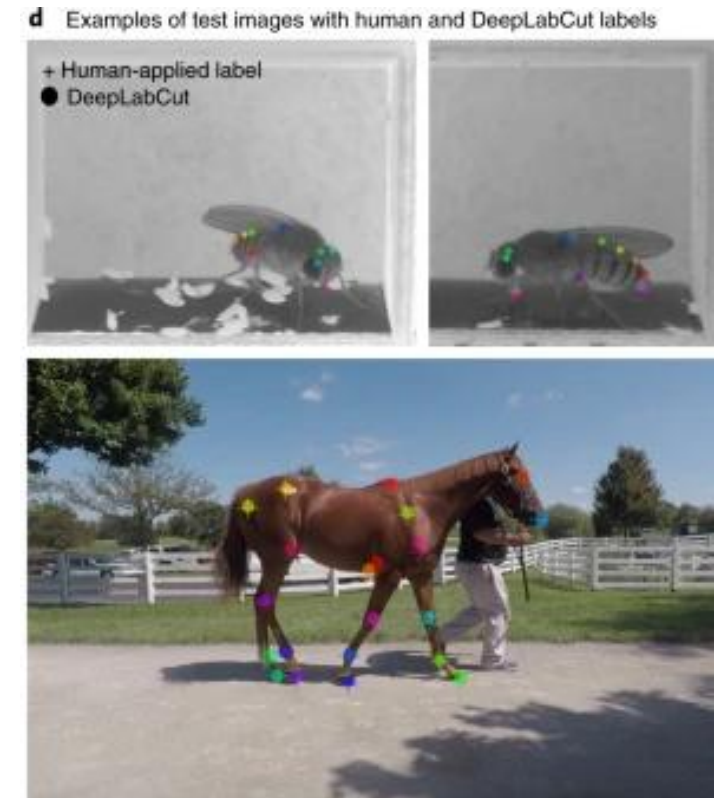 d Examples of test images with human and DeepLabCut labels
+ Human-applied label
● DeepLabCut